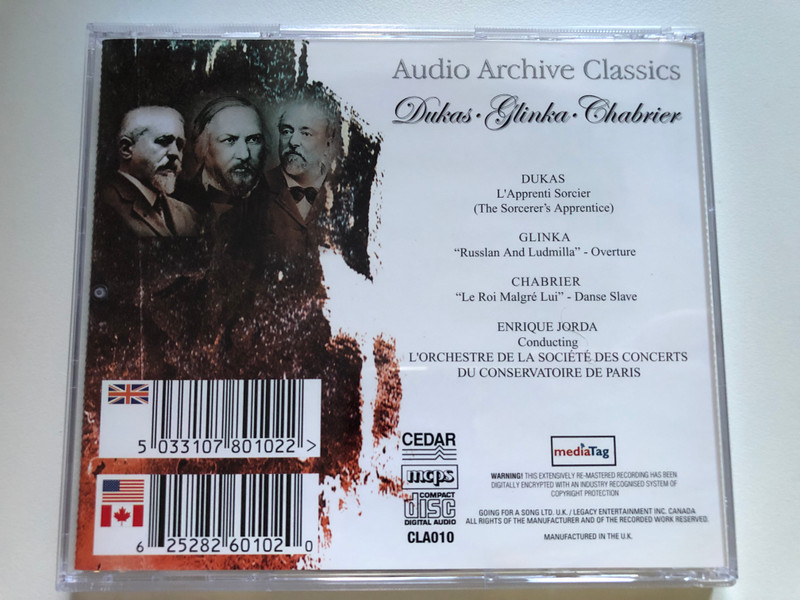 Audio Archive Classics
Dukas · Glinka · Chabrier
DUKAS
L'Apprenti Sorcier
(The Sorcerer's Apprentice)
GLINKA
“Russlan And Ludmilla” - Overture
CHABRIER
“Le Roi Malgré Lui” - Danse Slave
ENRIQUE JORDA
Conducting
L'ORCHESTRE DE LA SOCIÉTÉ DES CONCERTS
DU CONSERVATOIRE DE PARIS
5 033107 801022 >
6 25282 60102 0
CEDAR
mcps
COMPACT
disc
DIGITAL AUDIO
CLA010
mediaTag
WARNING! THIS EXTENSIVELY RE-MASTERED RECORDING HAS BEEN
DIGITALLY ENCRYPTED WITH AN INDUSTRY RECOGNISED SYSTEM OF
COPYRIGHT PROTECTION
GOING FOR A SONG LTD. U.K. / LEGACY ENTERTAINMENT INC. CANADA
ALL RIGHTS OF THE MANUFACTURER AND OF THE RECORDED WORK RESERVED.
MANUFACTURED IN THE U.K.